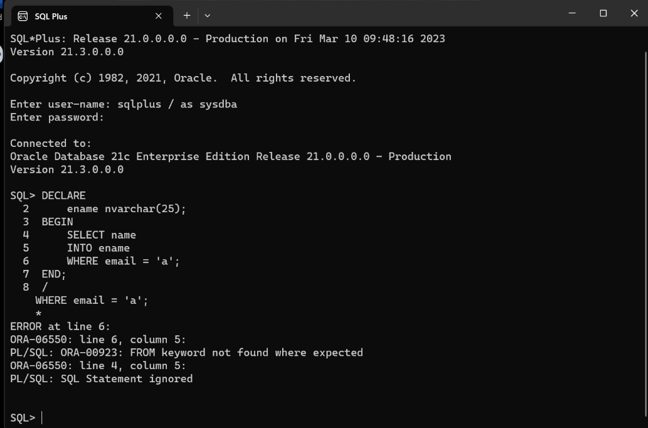 SQL Plus
SQL*Plus: Release 21.0.0.0.0 - Production on Fri Mar 10 09:48:16 2023
Version 21.3.0.0.0
Copyright (c) 1982, 2021, Oracle.  All rights reserved.
Enter user-name: sqlplus / as sysdba
Enter password:
Connected to:
Oracle Database 21c Enterprise Edition Release 21.0.0.0.0 - Production
Version 21.3.0.0.0
SQL> DECLARE
  2      ename nvarchar(25);
  3  BEGIN
  4      SELECT name
  5      INTO ename
  6      WHERE email = 'a';
  7  END;
  8  /
    WHERE email = 'a';
    *
ERROR at line 6:
ORA-06550: line 6, column 5:
PL/SQL: ORA-00923: FROM keyword not found where expected
ORA-06550: line 4, column 5:
PL/SQL: SQL Statement ignored
SQL>